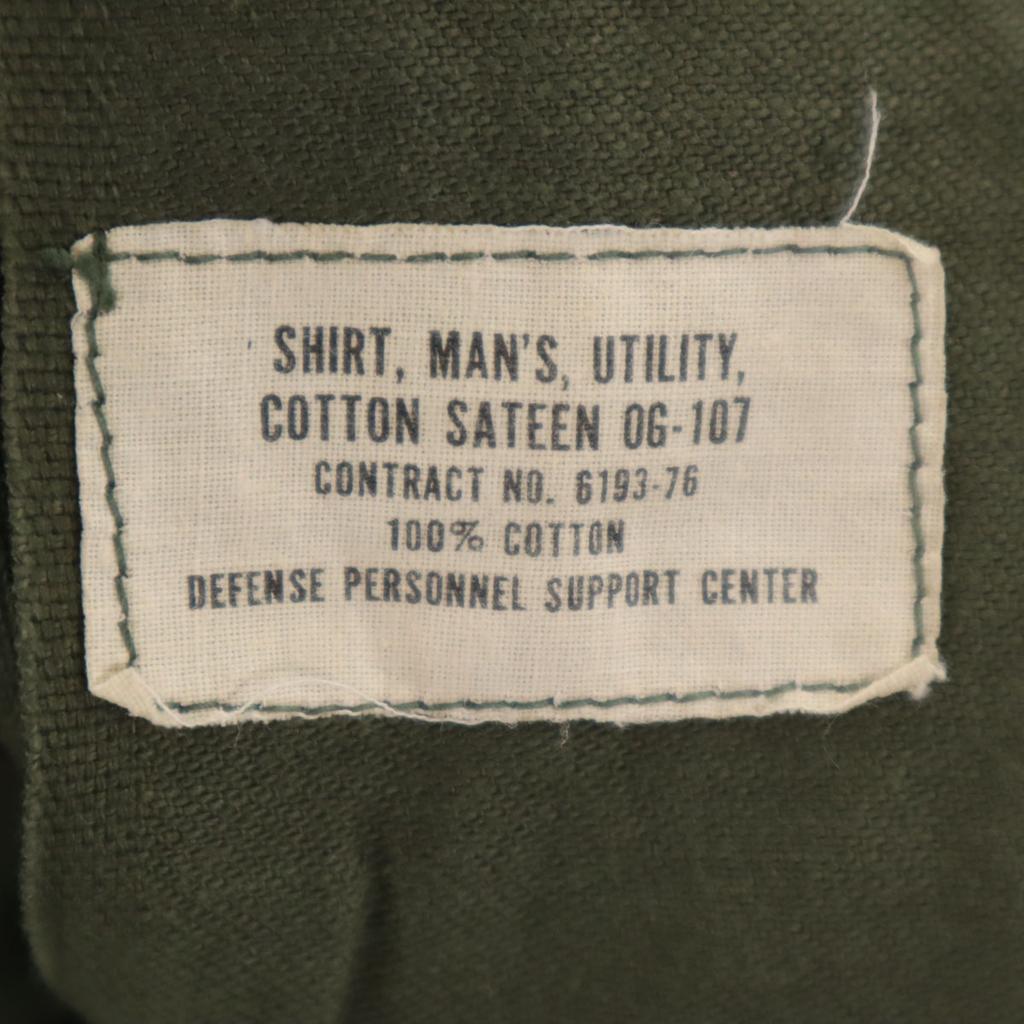 SHIRT, MAN'S, UTILITY,
COTTON SATEEN OG-107
CONTRACT NO. 6193-76
100% COTTON
DEFENSE PERSONNEL SUPPORT CENTER